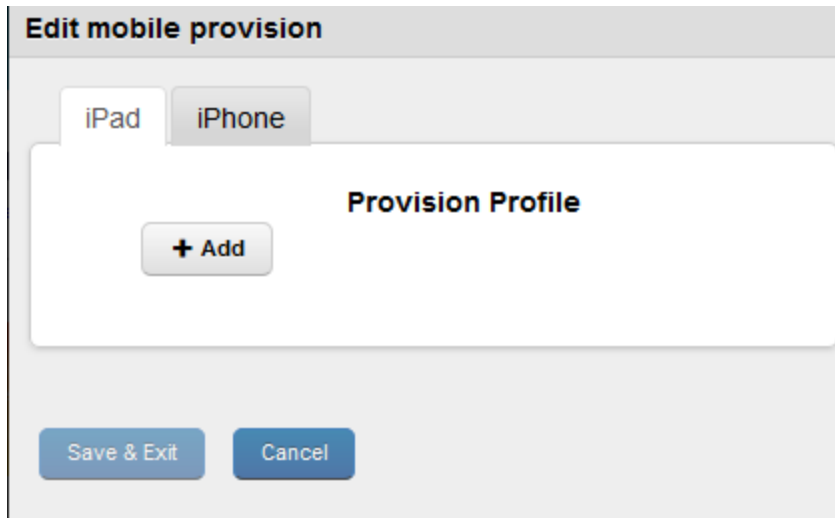 Edit mobile provision
iPad iPhone
Provision Profile
+ Add
Save & Exit Cancel